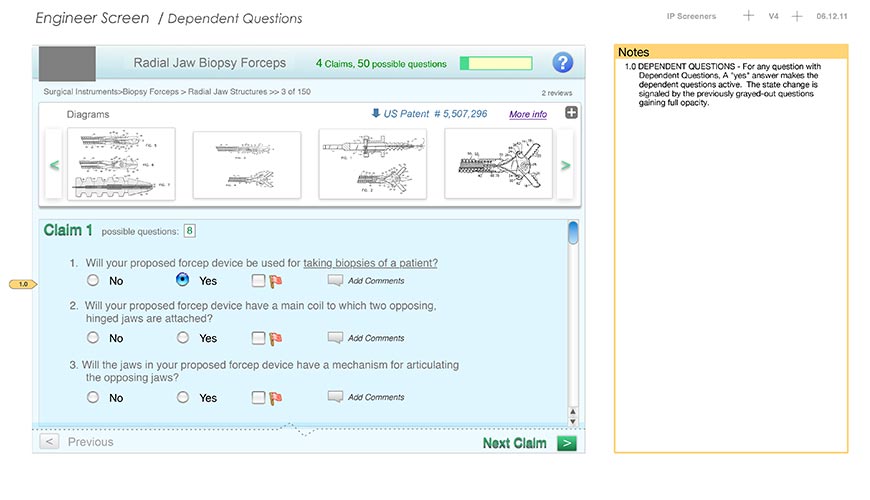 Engineer Screen / Dependent Questions
IP Screeners
V4
06.12.11
Radial Jaw Biopsy Forceps
4 Claims, 50 possible questions
?
Surgical Instruments>Biopsy Forceps > Radial Jaw Structures >> 3 of 150
2 reviews
Diagrams
US Patent # 5,507,296
More info
<
>
Claim 1 possible questions: 8
1. Will your proposed forcep device be used for taking biopsies of a patient?
No Yes Add Comments
1.0
2. Will your proposed forcep device have a main coil to which two opposing,
hinged jaws are attached?
No Yes Add Comments
3. Will the jaws in your proposed forcep device have a mechanism for articulating
the opposing jaws?
No Yes Add Comments
< Previous
Next Claim >
Notes
1.0 DEPENDENT QUESTIONS - For any question with
Dependent Questions, A "yes" answer makes the
dependent questions active. The state change is
signaled by the previously grayed-out questions
gaining full opacity.